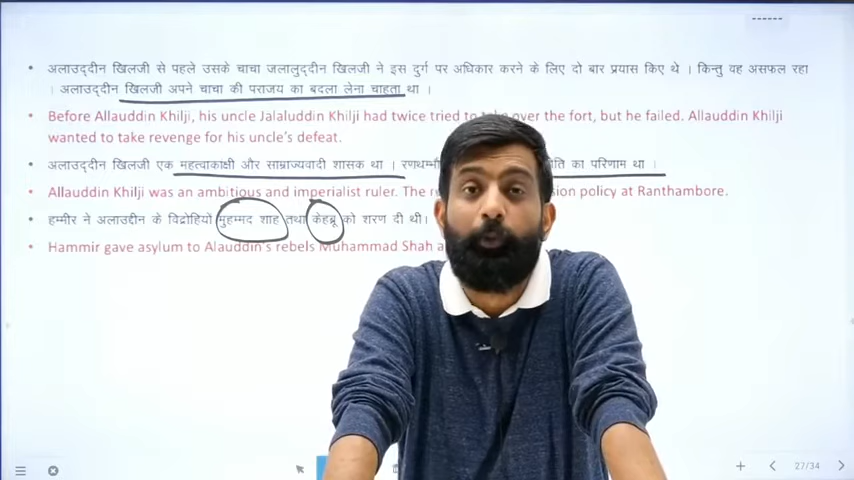 • अलाउद्दीन खिलजी से पहले उसके चाचा जलालुद्दीन खिलजी ने इस दुर्ग पर अधिकार करने के लिए दो बार प्रयास किए थे । किन्तु वह असफल रहा
। अलाउद्दीन खिलजी अपने चाचा की पराजय का बदला लेना चाहता था ।
• Before Allauddin Khilji, his uncle Jalaluddin Khilji had twice tried to take over the fort, but he failed. Allauddin Khilji
wanted to take revenge for his uncle's defeat.
• अलाउद्दीन खिलजी एक महत्वाकांक्षी और साम्राज्यवादी शासक था । का परिणाम था ।
• Allauddin Khilji was an ambitious and imperialist ruler. The policy at Ranthambore.
• हम्मीर ने अलाउद्दीन के विद्रोहियो मुहम्मद शाह तथा केहब्रू को शरण दी थी।
• Hammir gave asylum to Alauddin's rebels Muhammad Shah
27/34